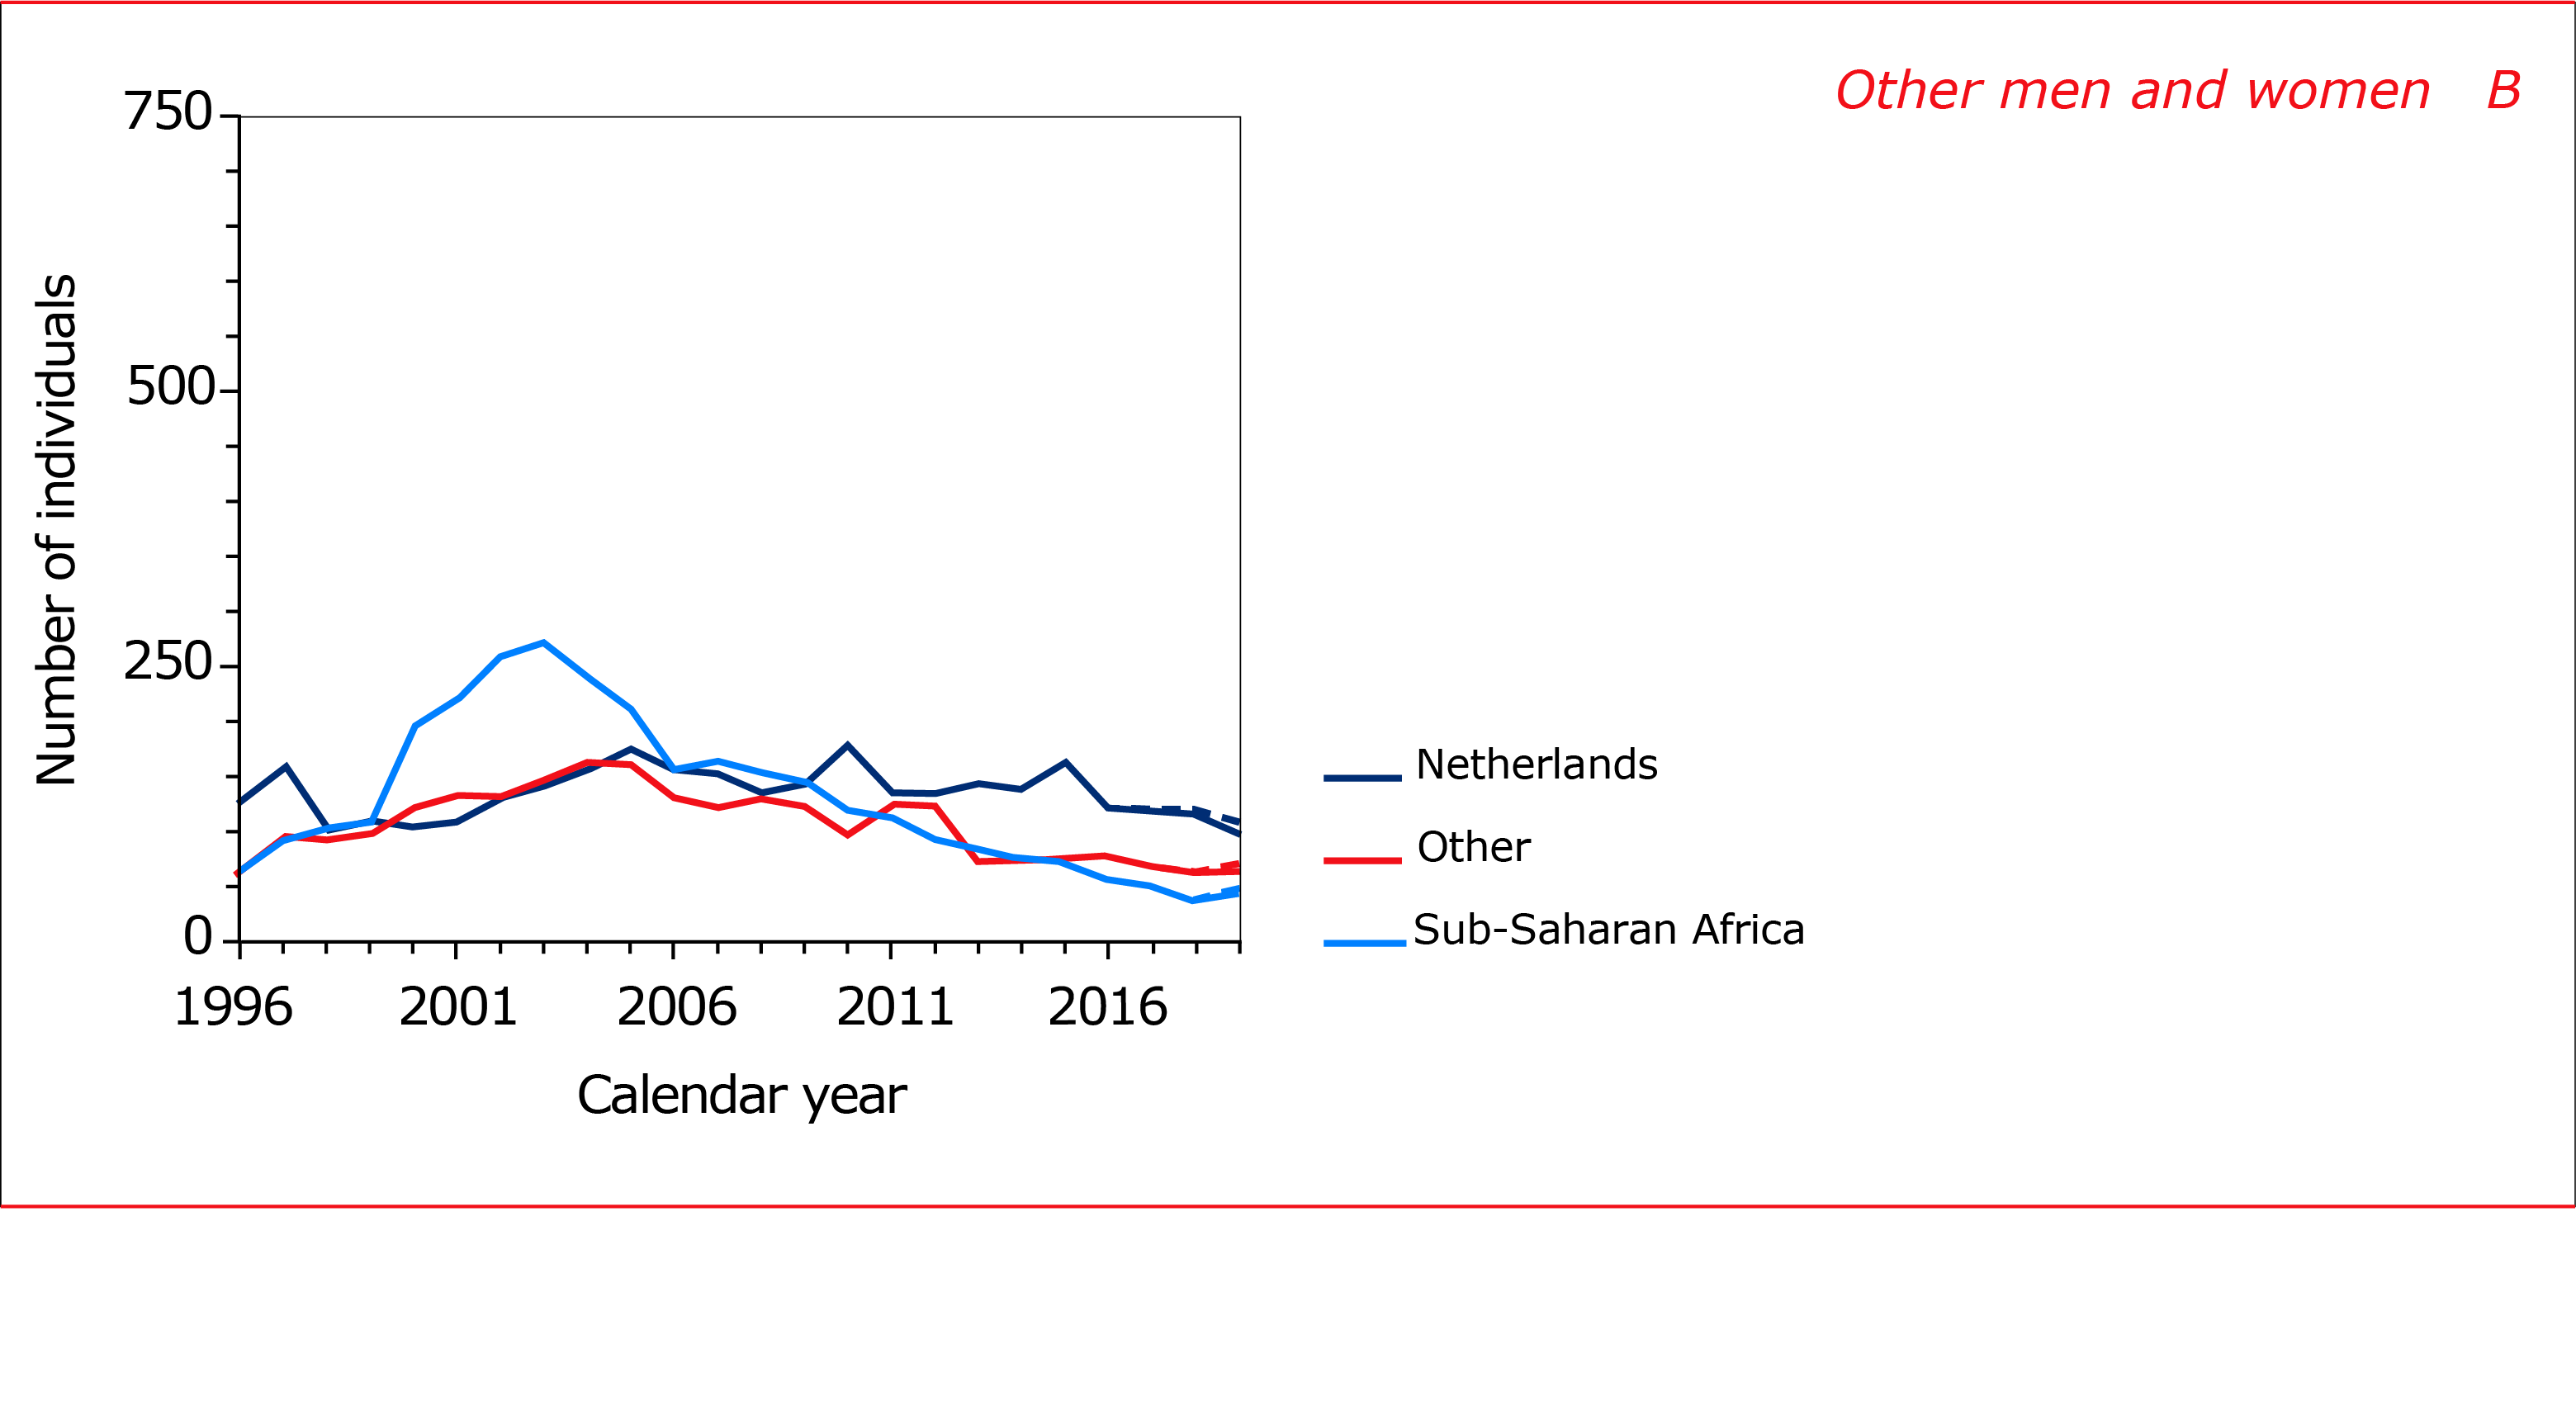 Other men and women B
750
500
250
0
Number of individuals
1996 2001 2006 2011 2016
Calendar year
Netherlands
Other
Sub-Saharan Africa